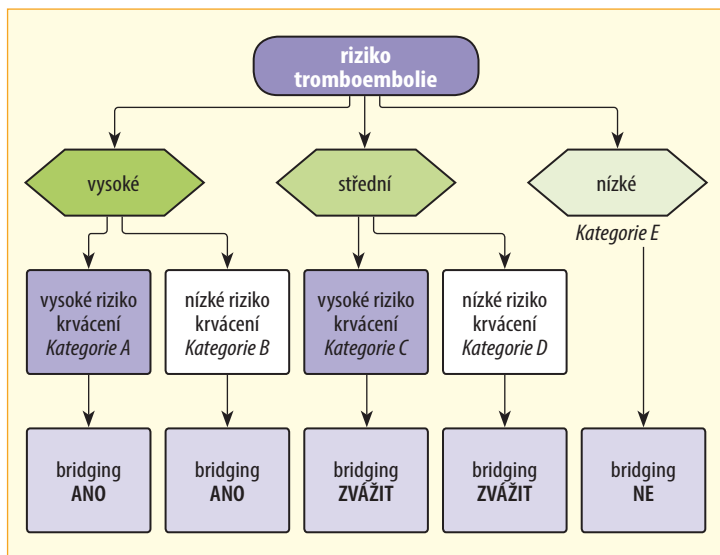 riziko
tromboembolie
vysoké
střední
nízké
Kategorie E
vysoké riziko
krvácení
Kategorie A
nízké riziko
krvácení
Kategorie B
vysoké riziko
krvácení
Kategorie C
nízké riziko
krvácení
Kategorie D
bridging
ANO
bridging
ANO
bridging
ZVÁŽIT
bridging
ZVÁŽIT
bridging
NE